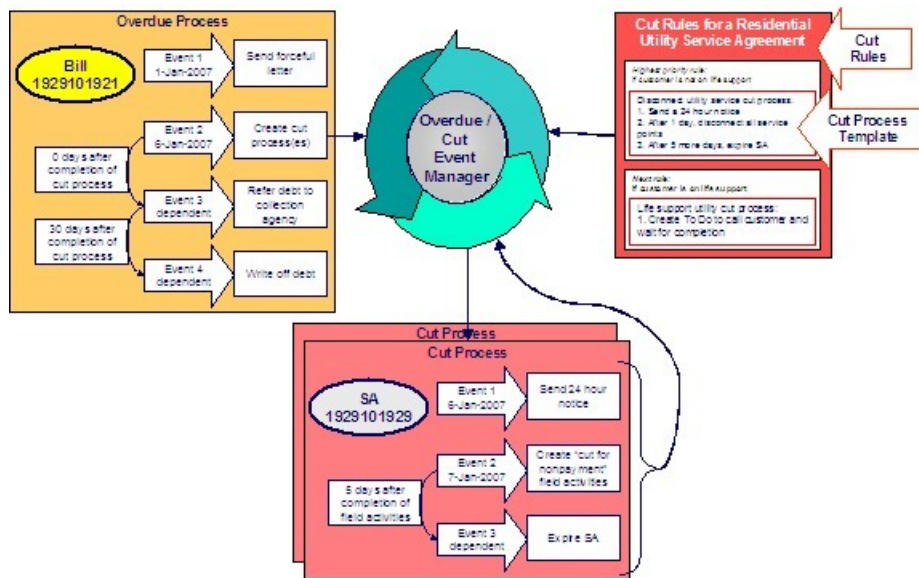 Overdue Process
Bill
1929101921
Event 1
1-Jan-2007
Send forceful
letter
Event 2
6-Jan-2007
Create cut
process(es)
0 days after
completion of
cut process
Event 3
dependent
Refer debt to
collection
agency
30 days after
completion of
cut process
Event 4
dependent
Write off debt
Overdue /
Cut
Event
Manager
Cut Rules for a Residential
Utility Service Agreement
Highest priority rule:
If customer is not on life support
Disconnect utility service cut process:
1. Send a 24 hour notice
2. After 1 day, disconnect all service
points
3. After 5 more days, expire SA
Next rule:
If customer is on life support
Life support utility cut process:
1. Create To Do to call customer and
wait for completion
Cut
Rules
Cut Process
Template
Cut Process
Cut Process
SA
1929101929
Event 1
6-Jan-2007
Send 24 hour
notice
Event 2
7-Jan-2007
Create "cut for
nonpayment"
field activities
5 days after
completion of
field activities
Event 3
dependent
Expire SA